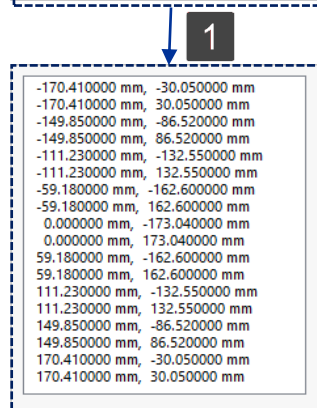 1
-170.410000 mm, -30.050000 mm
-170.410000 mm, 30.050000 mm
-149.850000 mm, -86.520000 mm
-149.850000 mm, 86.520000 mm
-111.230000 mm, -132.550000 mm
-111.230000 mm, 132.550000 mm
-59.180000 mm, -162.600000 mm
-59.180000 mm, 162.600000 mm
0.000000 mm, -173.040000 mm
0.000000 mm, 173.040000 mm
59.180000 mm, -162.600000 mm
59.180000 mm, 162.600000 mm
111.230000 mm, -132.550000 mm
111.230000 mm, 132.550000 mm
149.850000 mm, -86.520000 mm
149.850000 mm, 86.520000 mm
170.410000 mm, -30.050000 mm
170.410000 mm, 30.050000 mm